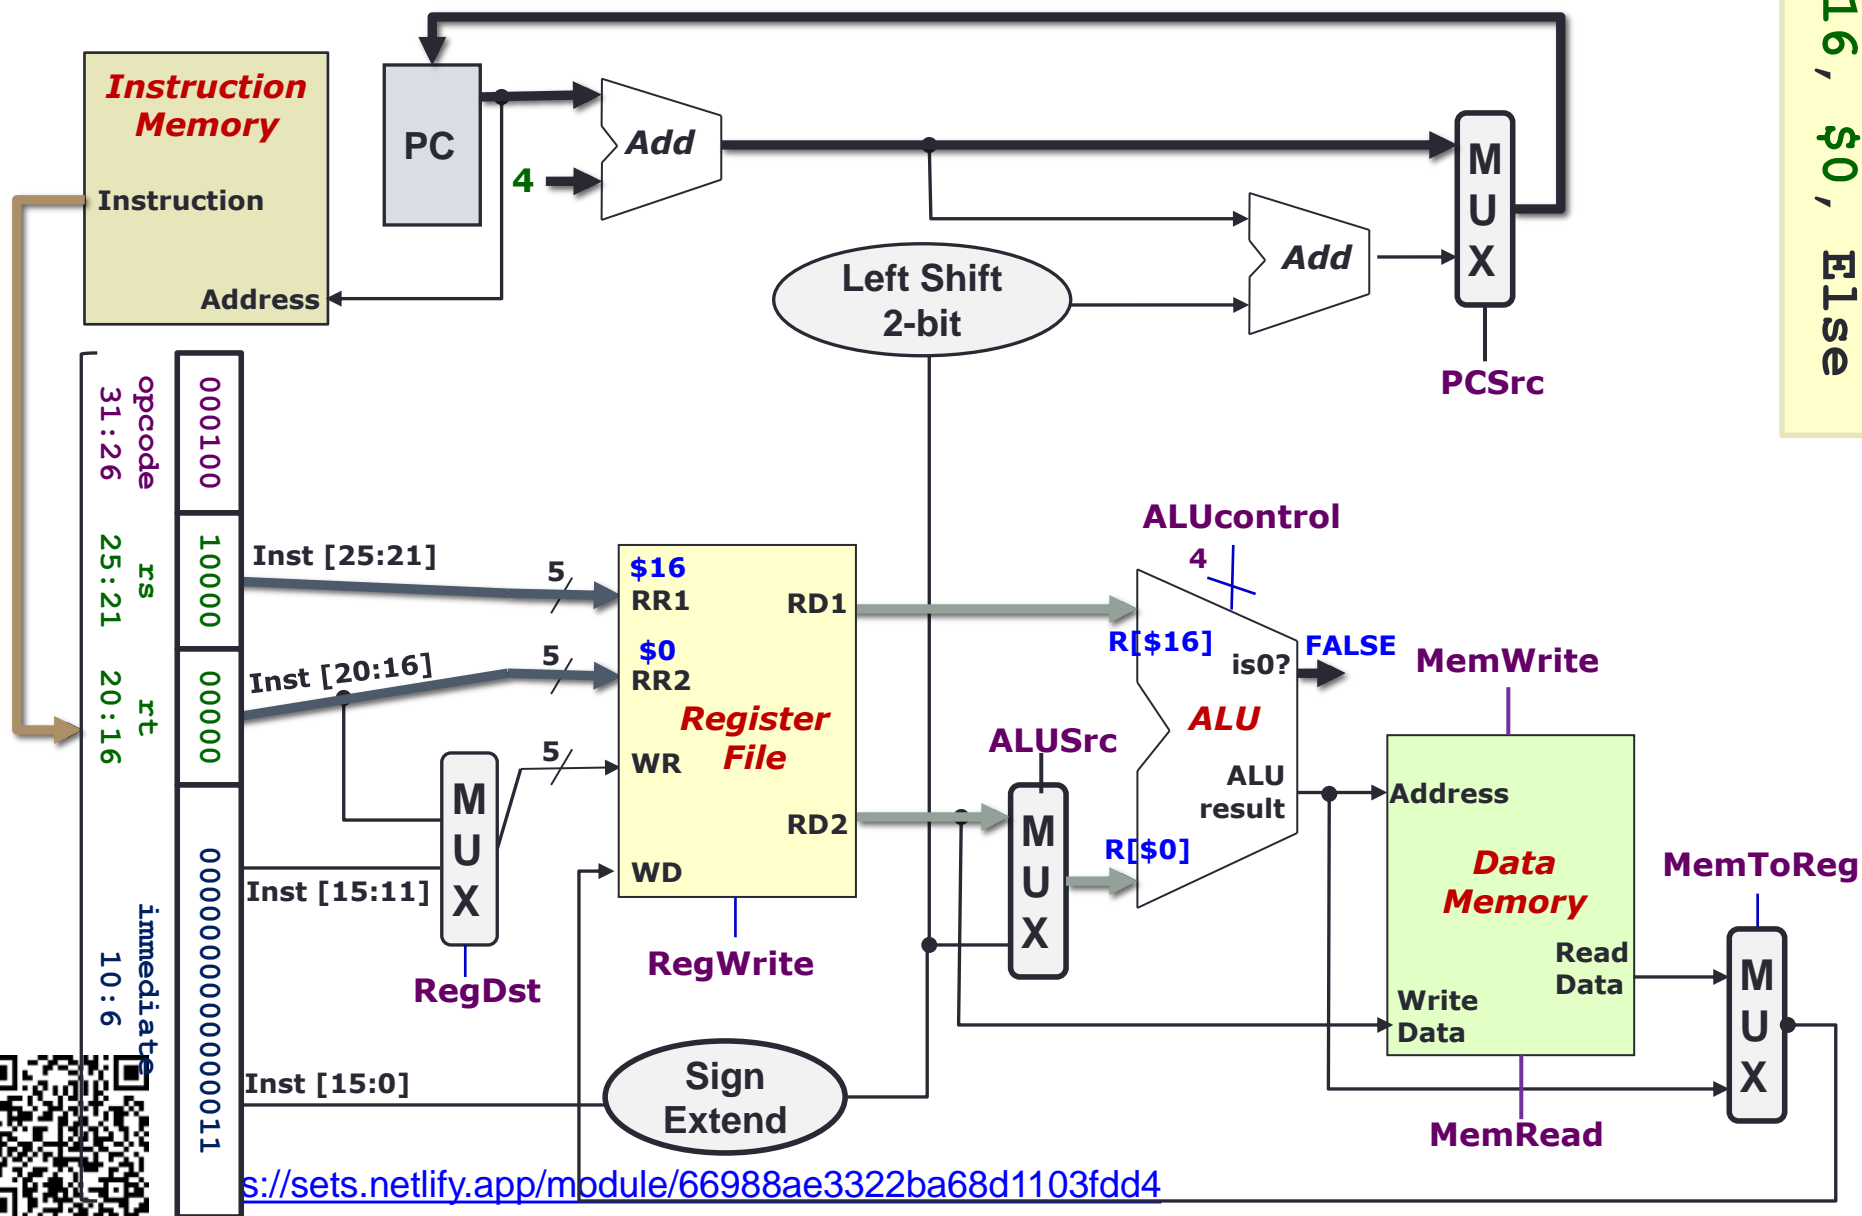 Instruction
Memory
Instruction
Address
PC
4
Add
Add
M
U
X
PCSrc
Left Shift
2-bit
16, $0, Else
opcode
31:26
000100
rs
25:21
10000
rt
20:16
00000
immediate
10:6
0000000000000011
Inst [25:21]
5
Inst [20:16]
5
Inst [15:11]
5
Inst [15:0]
M
U
X
RegDst
$16
RR1
$0
RR2
WR
WD
RD1
RD2
Register
File
RegWrite
Sign
Extend
ALUSrc
M
U
X
ALUcontrol
4
R[$16]
R[$0]
is0?
FALSE
ALU
ALU
result
MemWrite
Address
Data
Memory
Read
Data
Write
Data
MemRead
MemToReg
M
U
X
s://sets.netlify.app/module/66988ae3322ba68d1103fdd4